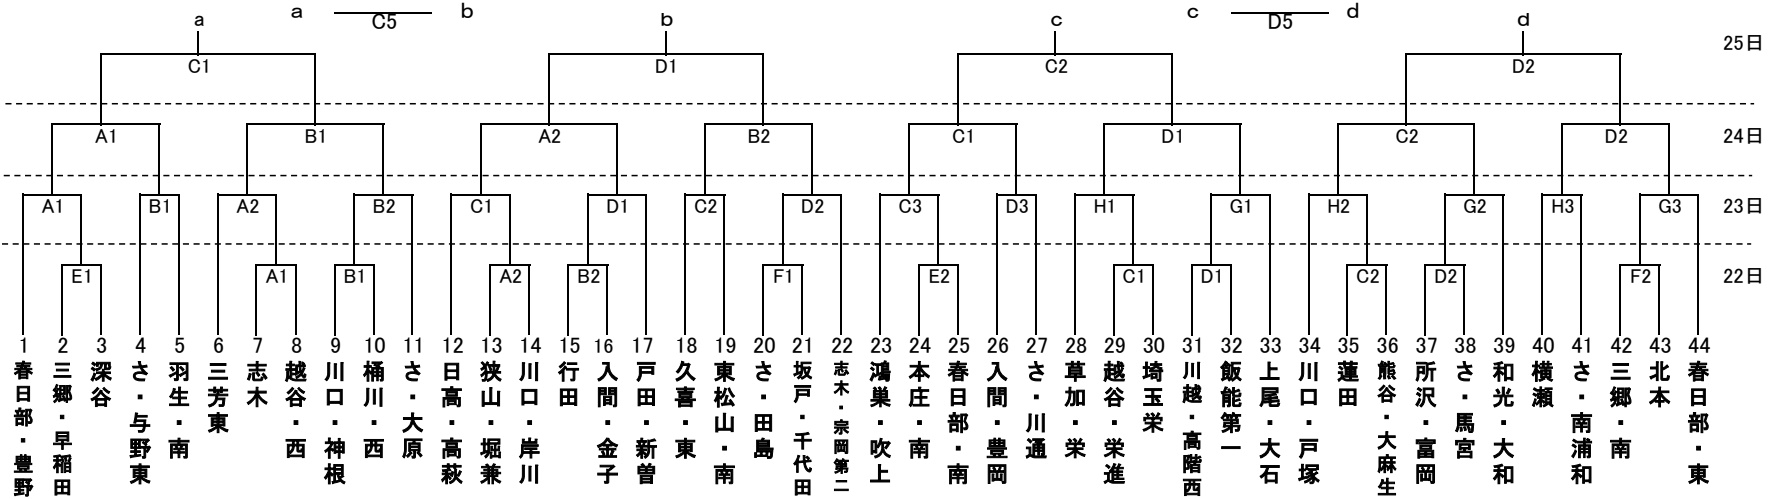 a C5 b c D5 d
a b c d
25日
C1 D1 C2 D2
A1 B1 A2 B2 C1 D1 C2 D2 24日
A1 B1 A2 B2 C1 D1 C2 D2 C3 D3 H1 G1 H2 G2 H3 G3 23日
E1 A1 B1 A2 B2 F1 E2 C1 D1 C2 D2 F2 22日
1 春日部・豊野
2 三郷・早稲田
3 深谷
4 さ・与野東
5 羽生・南
6 三芳東
7 志木
8 越谷・西
9 川口・神根
10 桶川・西
11 さ・大原
12 日高・高萩
13 狭山・堀兼
14 川口・岸川
15 行田
16 入間・金子
17 戸田・新曽
18 久喜・東
19 東松山・南
20 さ・田島
21 坂戸・千代田
22 志木・宗岡第二
23 鴻巣・吹上
24 本庄・南
25 春日部・南
26 入間・豊岡
27 さ・川通
28 草加・栄
29 越谷・栄進
30 埼玉栄
31 川越・高階西
32 飯能第一
33 上尾・大石
34 川口・戸塚
35 蓮田
36 熊谷・大麻生
37 所沢・富岡
38 さ・馬宮
39 和光・大和
40 横瀬
41 さ・南浦和
42 三郷・南
43 北本
44 春日部・東